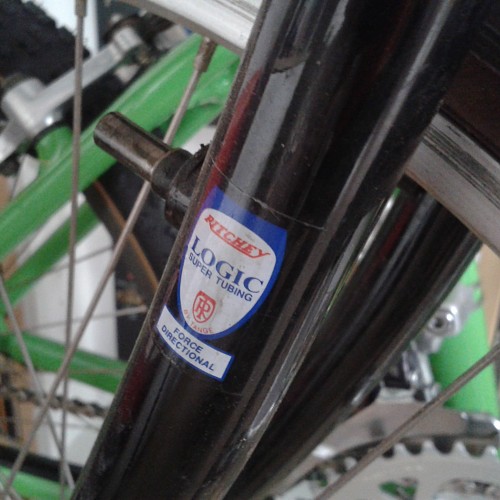 RITCHEY
LOGIC
SUPER TUBING
FORCE
DIRECTIONAL